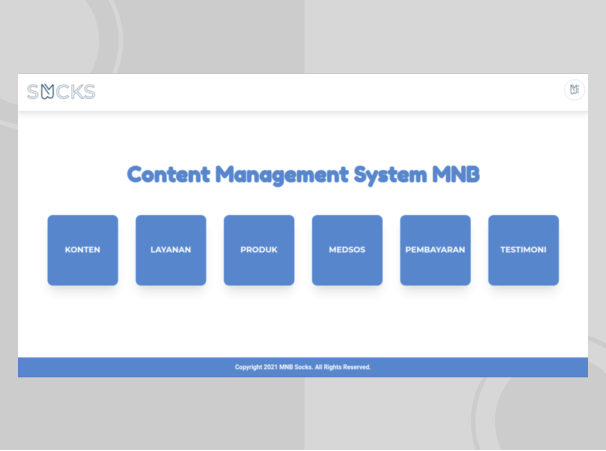 SOCKS
Content Management System MNB
KONTEN
LAYANAN
PRODUK
MEDSOS
PEMBAYARAN
TESTIMONI
Copyright 2021 MNB Socks. All Rights Reserved.